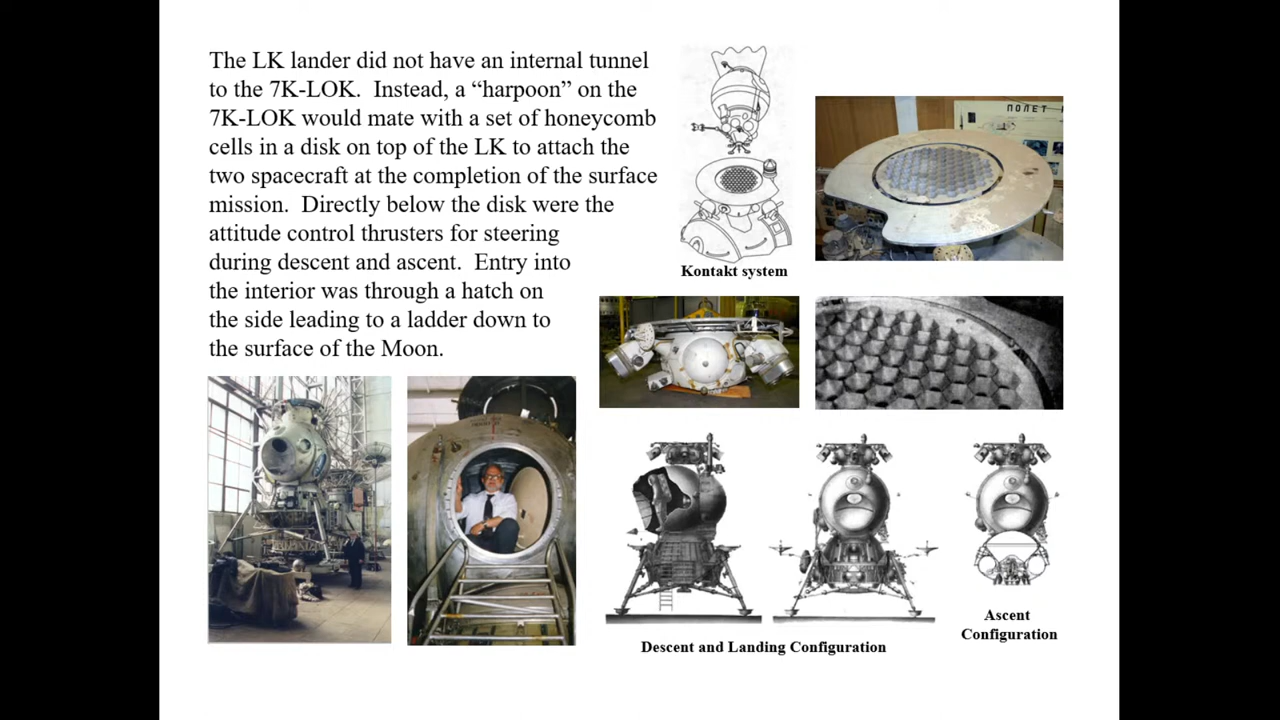 The LK lander did not have an internal tunnel
to the 7K-LOK.  Instead, a “harpoon” on the
7K-LOK would mate with a set of honeycomb
cells in a disk on top of the LK to attach the
two spacecraft at the completion of the surface
mission.  Directly below the disk were the
attitude control thrusters for steering
during descent and ascent.  Entry into
the interior was through a hatch on
the side leading to a ladder down to
the surface of the Moon.
Kontakt system
ПОЛЕТ
Descent and Landing Configuration
Ascent
Configuration